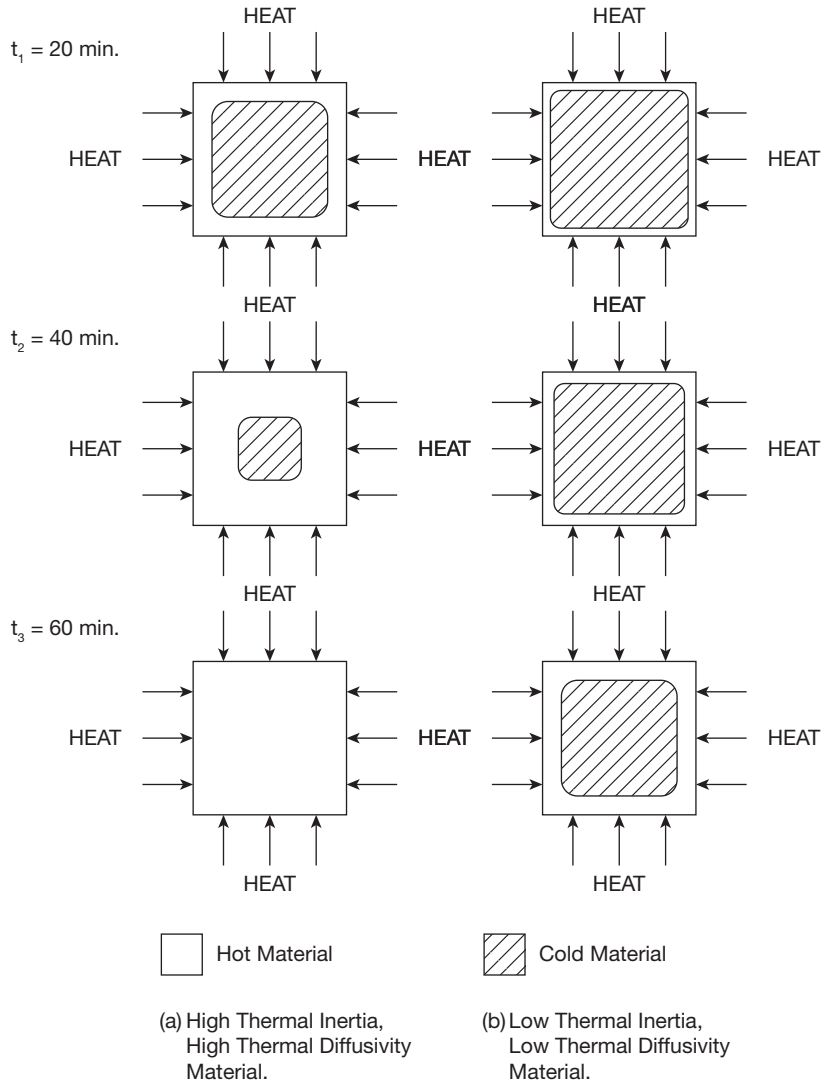 HEAT HEAT
t1 = 20 min.
HEAT HEAT HEAT
HEAT HEAT
t2 = 40 min.
HEAT HEAT HEAT
HEAT HEAT
t3 = 60 min.
HEAT HEAT HEAT
HEAT HEAT
Hot Material Cold Material
(a) High Thermal Inertia,
High Thermal Diffusivity
Material.
(b) Low Thermal Inertia,
Low Thermal Diffusivity
Material.